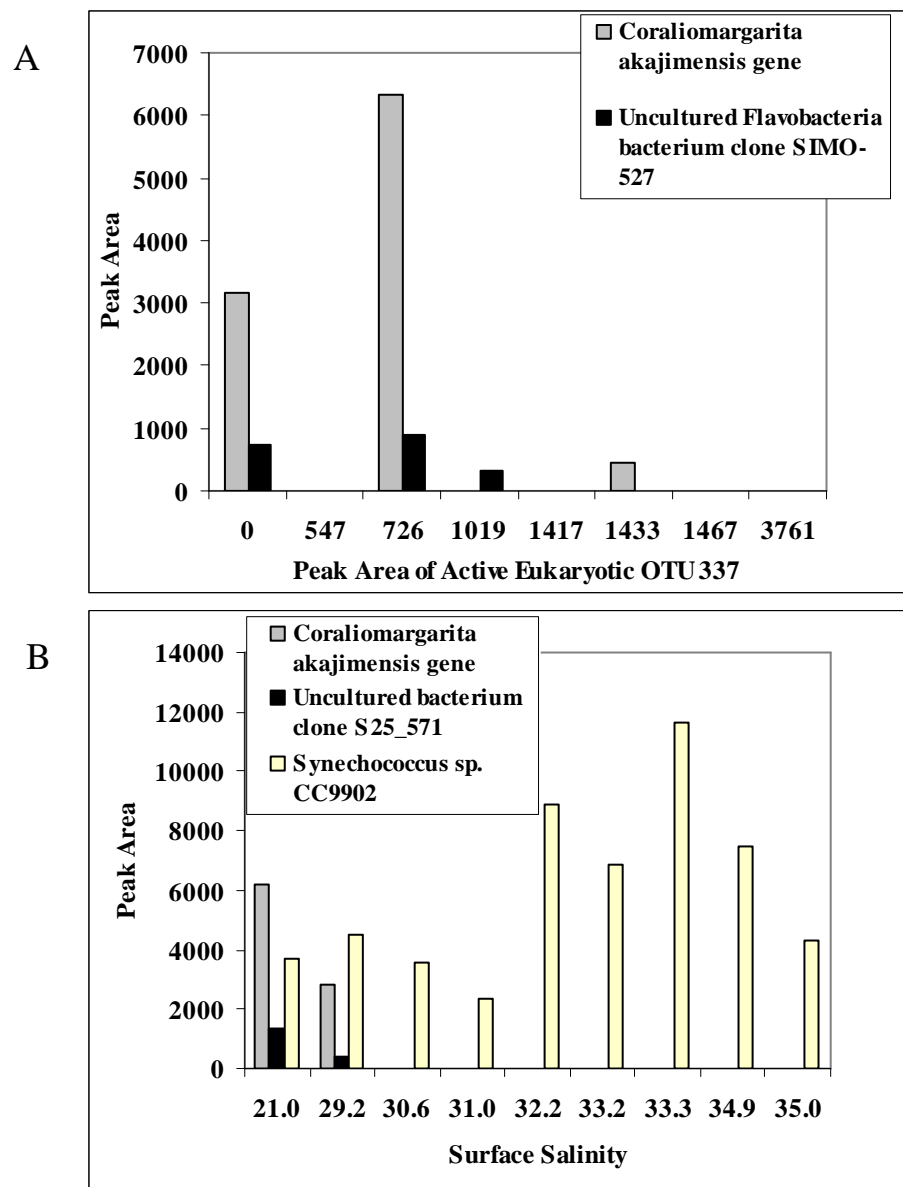 A
Coraliomargarita
akajimensis gene
Uncultured Flavobacteria
bacterium clone SIMO-
527
7000
6000
5000
4000
3000
2000
1000
0
Peak Area
0 547 726 1019 1417 1433 1467 3761
Peak Area of Active Eukaryotic OTU 337
B
Coraliomargarita
akajimensis gene
Uncultured bacterium
clone S25_571
Synechococcus sp.
CC9902
14000
12000
10000
8000
6000
4000
2000
0
Peak Area
21.0 29.2 30.6 31.0 32.2 33.2 33.3 34.9 35.0
Surface Salinity